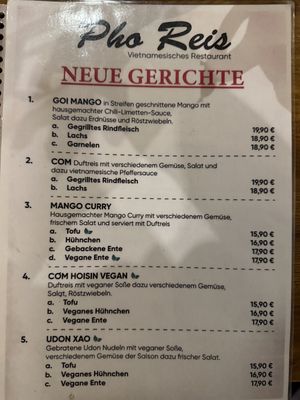 Pho Reis
Vietnamesisches Restaurant
NEUE GERICHTE
1. GOI MANGO in Streifen geschnittene Mango mit
hausgemachter Chili-Limetten-Sauce,
Salat dazu Erdnüsse und Röstzwiebeln.
a. Gegrilltes Rindfleisch 19,90 €
b. Lachs 18,90 €
c. Garnelen 18,90 €
2. COM Duftreis mit verschiedenem Gemüse, Salat und
dazu vietnamesische Pfeffersauce
a. Gegrilltes Rindfleisch 19,90 €
b. Lachs 18,90 €
3. MANGO CURRY
Hausgemachter Mango Curry mit verschiedenem Gemüse,
frischem Salat und serviert mit Duftreis
a. Tofu 15,90 €
b. Hühnchen 16,90 €
c. Gebackene Ente 17,90 €
d. Vegane Ente 17,90 €
4. COM HOISIN VEGAN
Duftreis mit veganer Soße dazu verschiedenem Gemüse,
Salat, Röstzwiebeln.
a. Tofu 15,90 €
b. Veganes Hühnchen 16,90 €
c. Vegane Ente 17,90 €
5. UDON XAO
Gebratene Udon Nudeln mit veganer Soße,
verschiedenem Gemüse der Saison dazu frischer Salat.
a. Tofu 15,90 €
b. Veganes Hühnchen 16,90 €
c. Vegane Ente 17,90 €